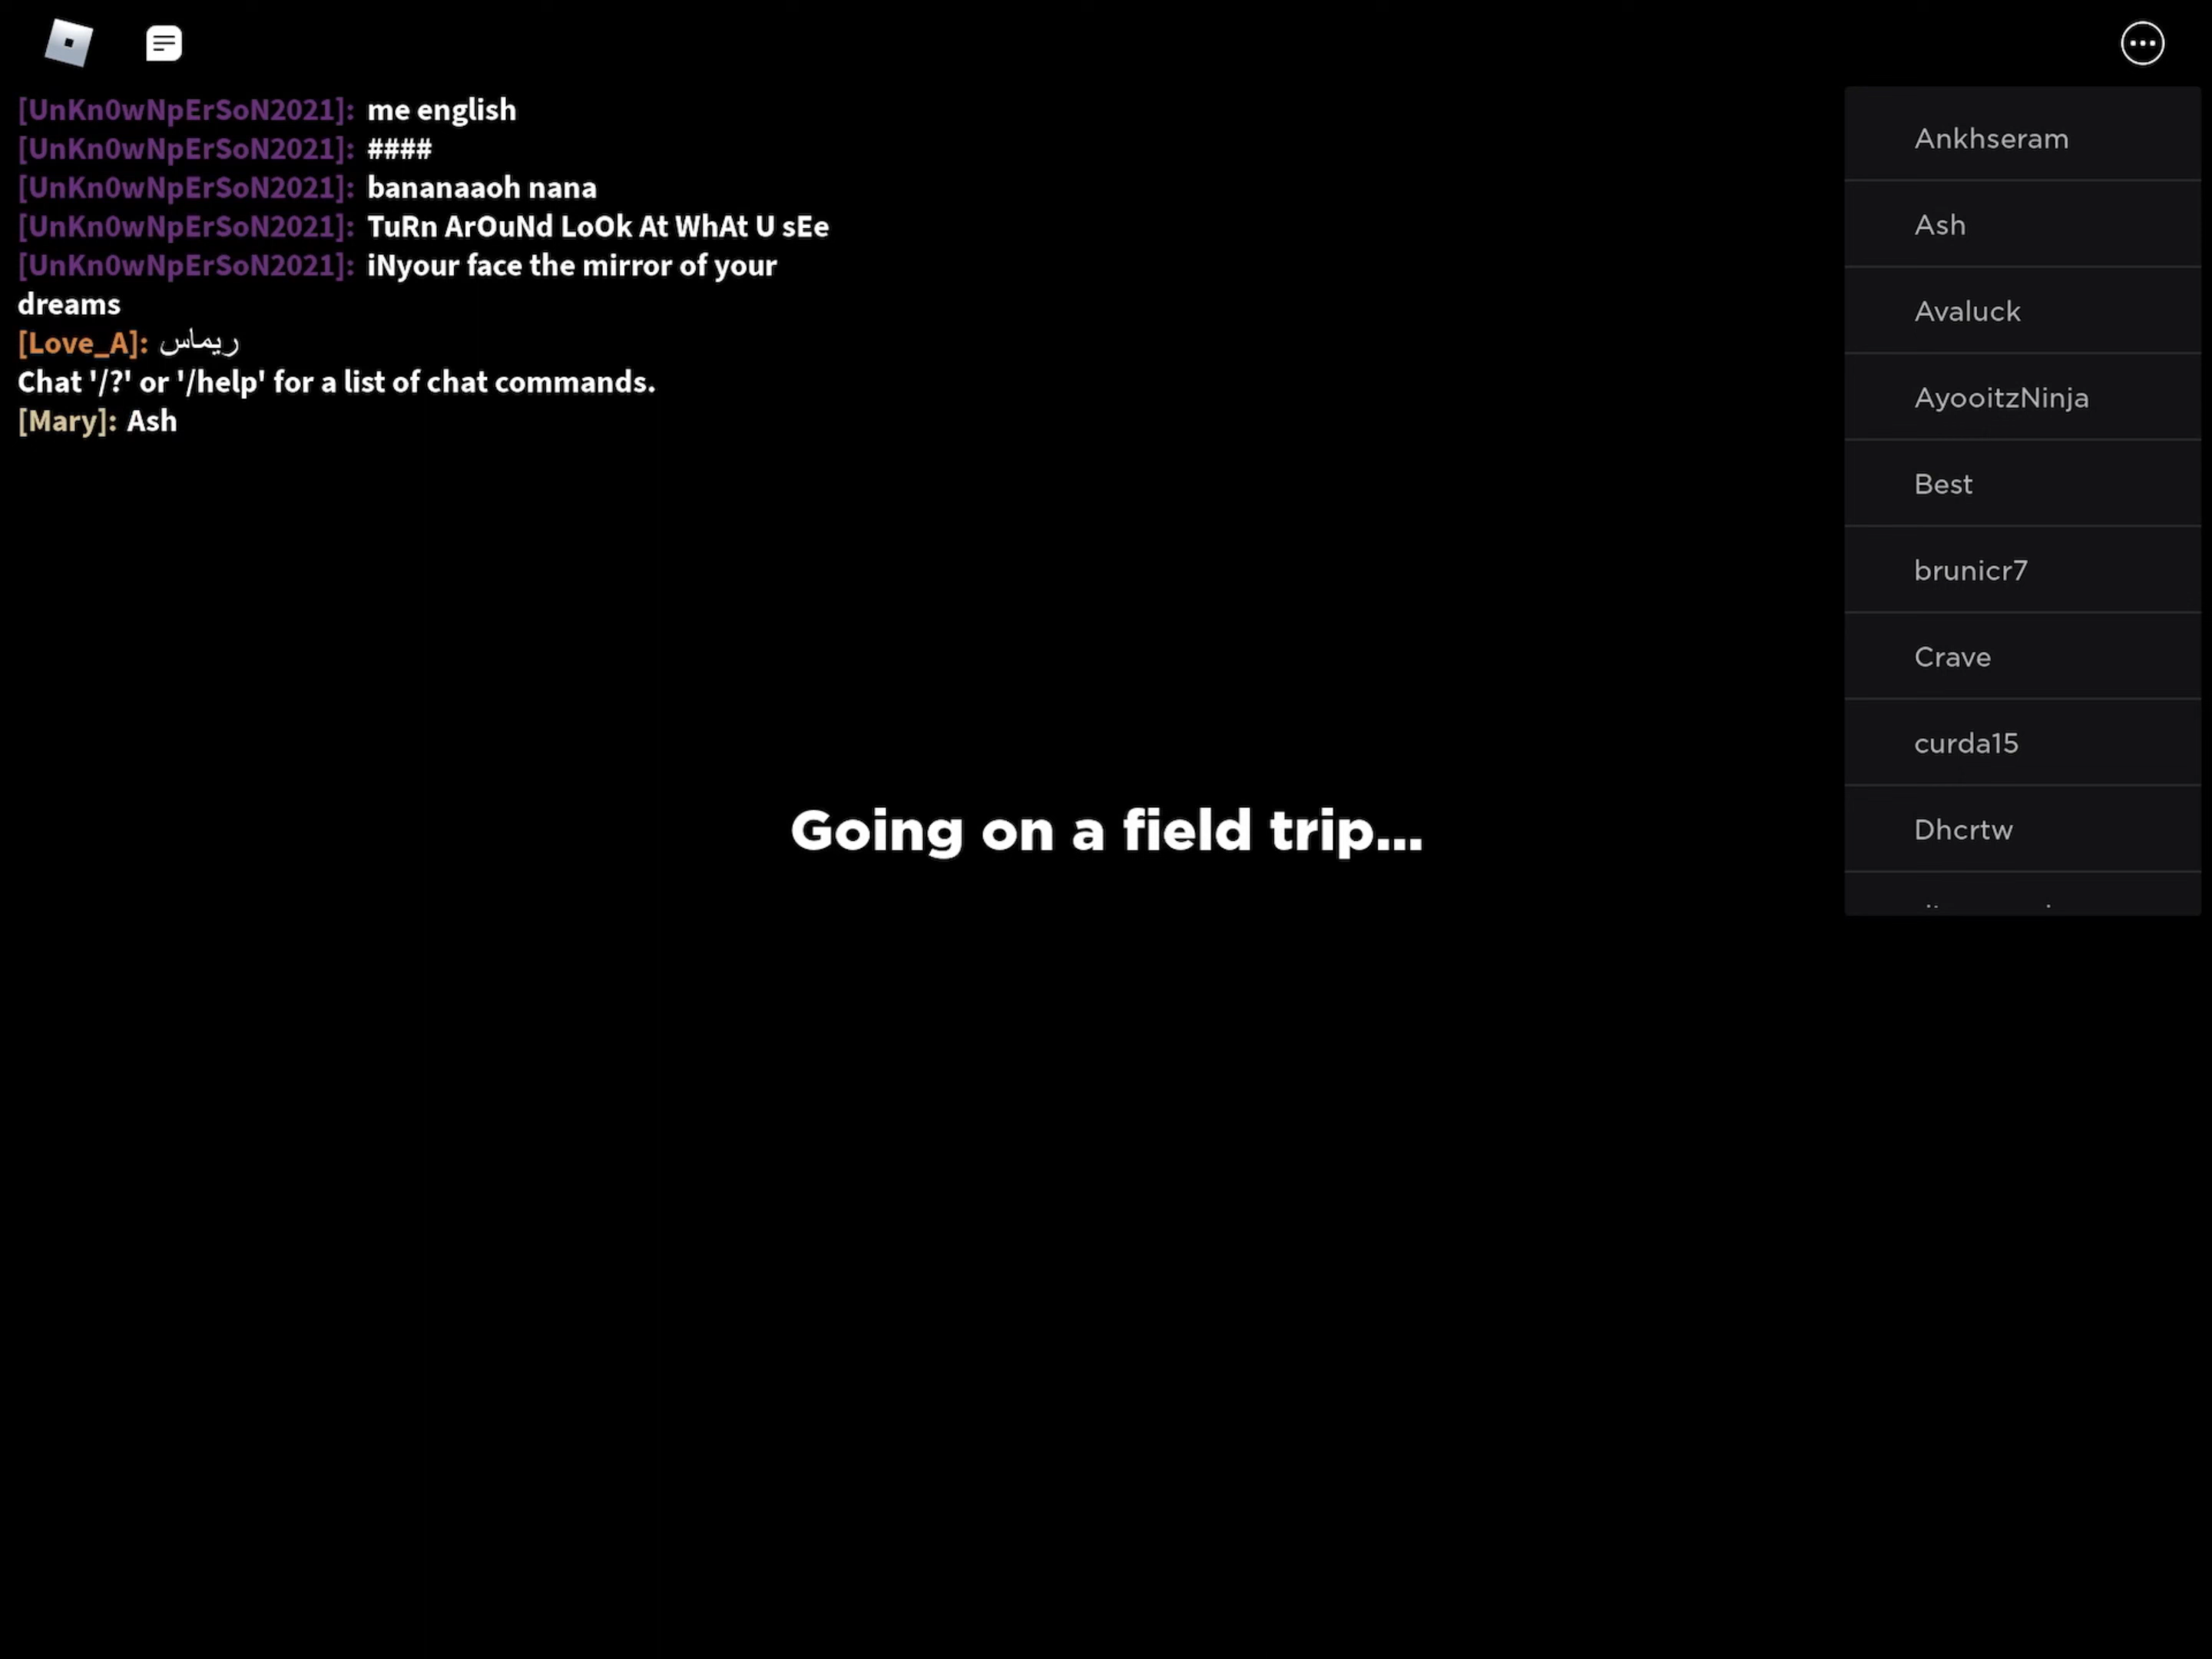 [UnKn0wNpErSoN2021]: me english
[UnKn0wNpErSoN2021]: ####
[UnKn0wNpErSoN2021]: bananaaoh nana
[UnKn0wNpErSoN2021]: TuRn ArOuNd LoOk At WhAt U sEe
[UnKn0wNpErSoN2021]: iNyour face the mirror of your
dreams
[Love_A]: ريماس
Chat '/?' or '/help' for a list of chat commands.
[Mary]: Ash
Ankhseram
Ash
Avaluck
AyooitzNinja
Best
brunicr7
Crave
curda15
Dhcrtw
Going on a field trip...